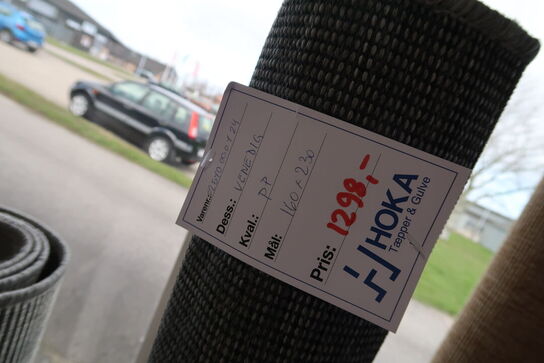 Varenr.:
Dess.: VENEDIG
Kval.: PP
Mål: 160 x 230
Pris: 1298,-
HOKA
Tæpper & Gulve